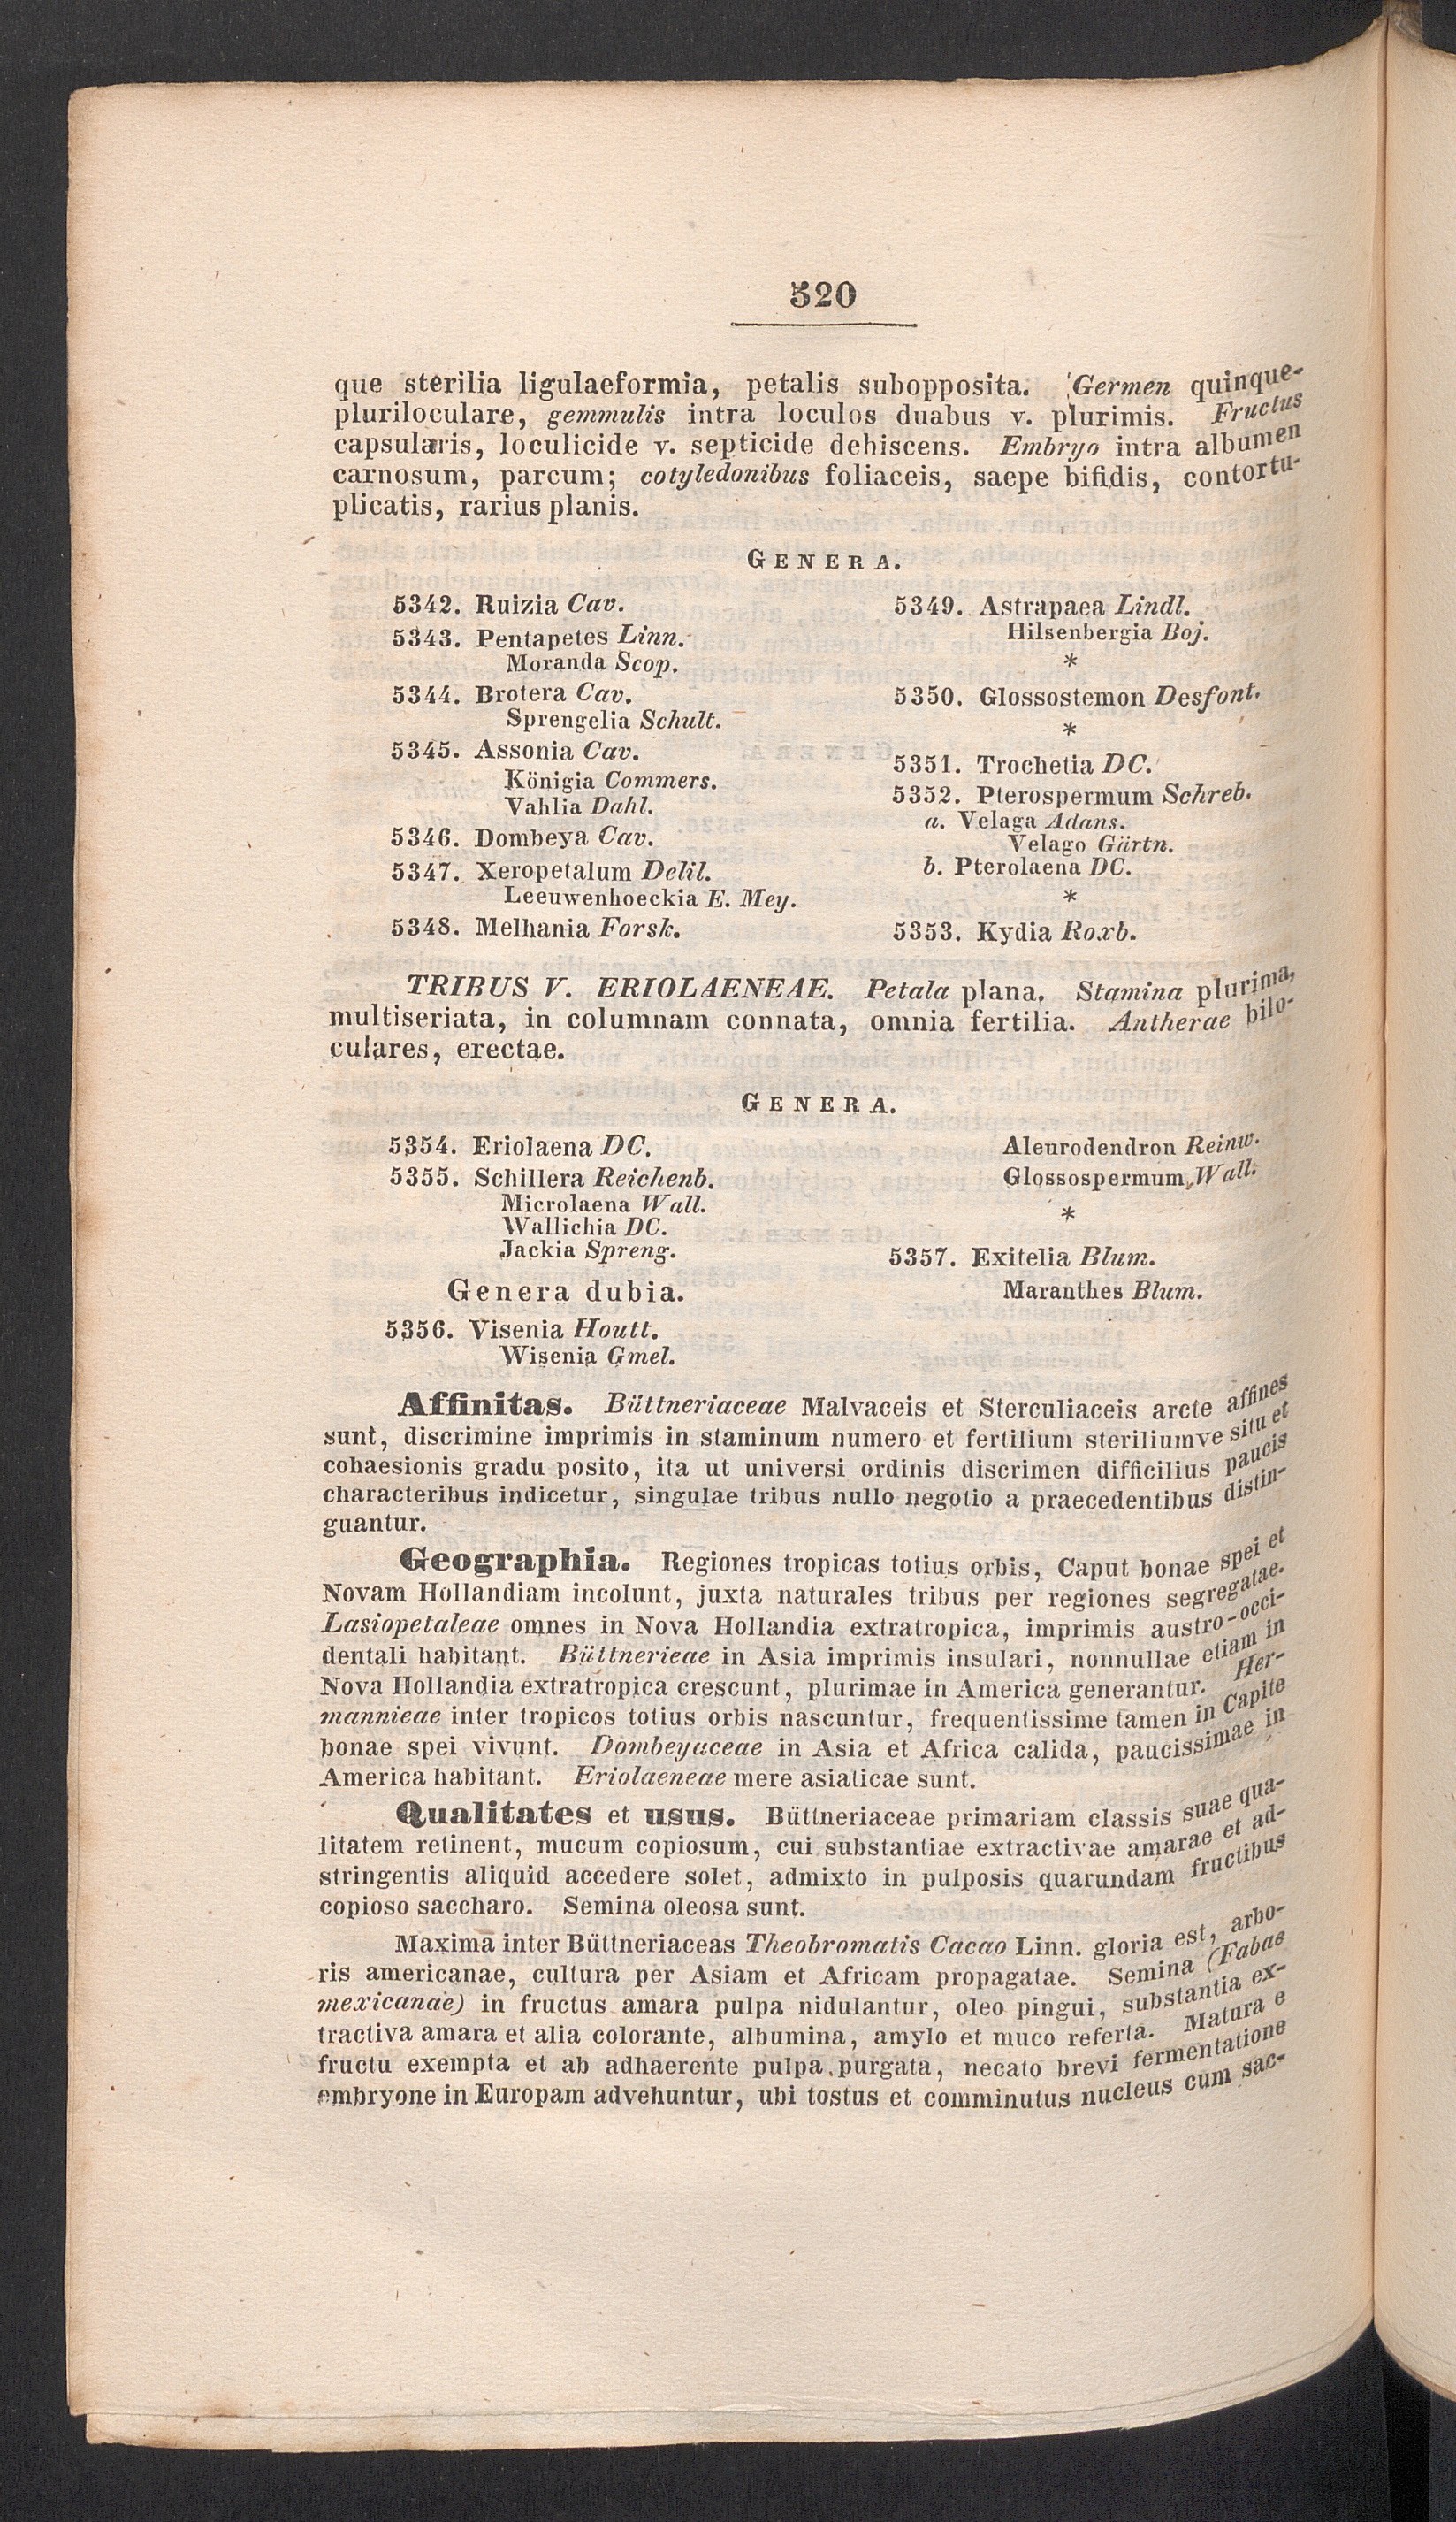 520
que sterilia ligulaeformia, petalis subopposita. Germen quinque-
pluriloculare, gemmulis intra loculos duabus v. plurimis. Fructus
capsularis, loculicide v. septicide dehiscens. Embryo intra albumen
carnosum, parcum; cotyledonibus foliaceis, saepe bifidis, contortu-
plicatis, rarius planis.
GENERA.
5342. Ruizia Cav.
5343. Pentapetes Linn.
Moranda Scop.
5344. Brotera Cav.
Sprengelia Schult.
5345. Assonia Cav.
Königia Commers.
Vahlia Dahl.
5346. Dombeya Cav.
5347. Xeropetalum Delil.
Leeuwenhoeckia E. Mey.
5348. Melhania Forsk.
5349. Astrapaea Lindl.
Hilsenbergia Boj.
*
5350. Glossostemon Desfont.
*
5351. Trochetia DC.
5352. Pterospermum Schreb.
a. Velaga Adans.
Velago Gärtn.
b. Pterolaena DC.
*
5353. Kydia Roxb.
TRIBUS V. ERIOLAENEAE. Petala plana. Stamina plurima,
multiseriata, in columnam connata, omnia fertilia. Antherae bilo-
culares, erectae.
GENERA.
5354. Eriolaena DC.
5355. Schillera Reichenb.
Microlaena Wall.
Wallichia DC.
Jackia Spreng.
Genera dubia.
5356. Visenia Houtt.
Wisenia Gmel.
Aleurodendron Reinw.
Glossospermum Wall.
*
5357. Exitelia Blum.
Maranthes Blum.
Affinitas. Büttneriaceae Malvaceis et Sterculiaceis arcte affines
sunt, discrimine imprimis in staminum numero et fertilium steriliumve situ et
cohaesionis gradu posito, ita ut universi ordinis discrimen difficilius paucis
characteribus indicetur, singulae tribus nullo negotio a praecedentibus distin-
guantur.
Geographia. Regiones tropicas totius orbis, Caput bonae spei et
Novam Hollandiam incolunt, juxta naturales tribus per regiones segregatae.
Lasiopetaleae omnes in Nova Hollandia extratropica, imprimis austro-occi-
dentali habitant. Büttnerieae in Asia imprimis insulari, nonnullae etiam in
Nova Hollandia extratropica crescunt, plurimae in America generantur. Her-
mannieae inter tropicos totius orbis nascuntur, frequentissime tamen in Capite
bonae spei vivunt. Dombeyaceae in Asia et Africa calida, paucissimae in
America habitant. Eriolaeneae mere asiaticae sunt.
Qualitates et usus. Büttneriaceae primariam classis suae qua-
litatem retinent, mucum copiosum, cui substantiae extractivae amarae et ad-
stringentis aliquid accedere solet, admixto in pulposis quarundam fructibus
copioso saccharo. Semina oleosa sunt.
Maxima inter Büttneriaceas Theobromatis Cacao Linn. gloria est, arbo-
ris americanae, cultura per Asiam et Africam propagatae. Semina (Fabae
mexicanae) in fructus amara pulpa nidulantur, oleo pingui, substantia ex-
tractiva amara et alia colorante, albumina, amylo et muco referta. Matura e
fructu exempta et ab adhaerente pulpa purgata, necato brevi fermentatione
embryone in Europam advehuntur, ubi tostus et comminutus nucleus cum sac-